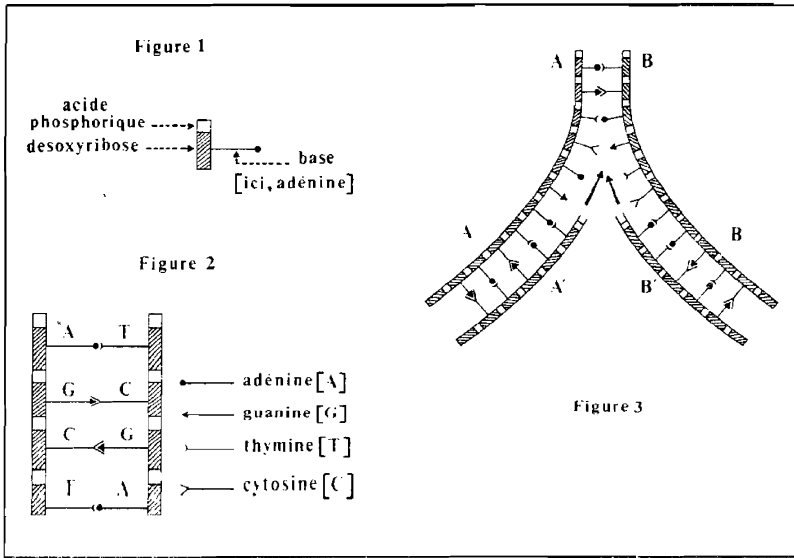 Figure 1
acide
phosphorique
desoxyribose
base
[ici, adénine]
Figure 2
A T
G C
C G
T A
adénine[A]
guanine[G]
thymine[T]
cytosine[C]
A B
A B
A' B'
Figure 3